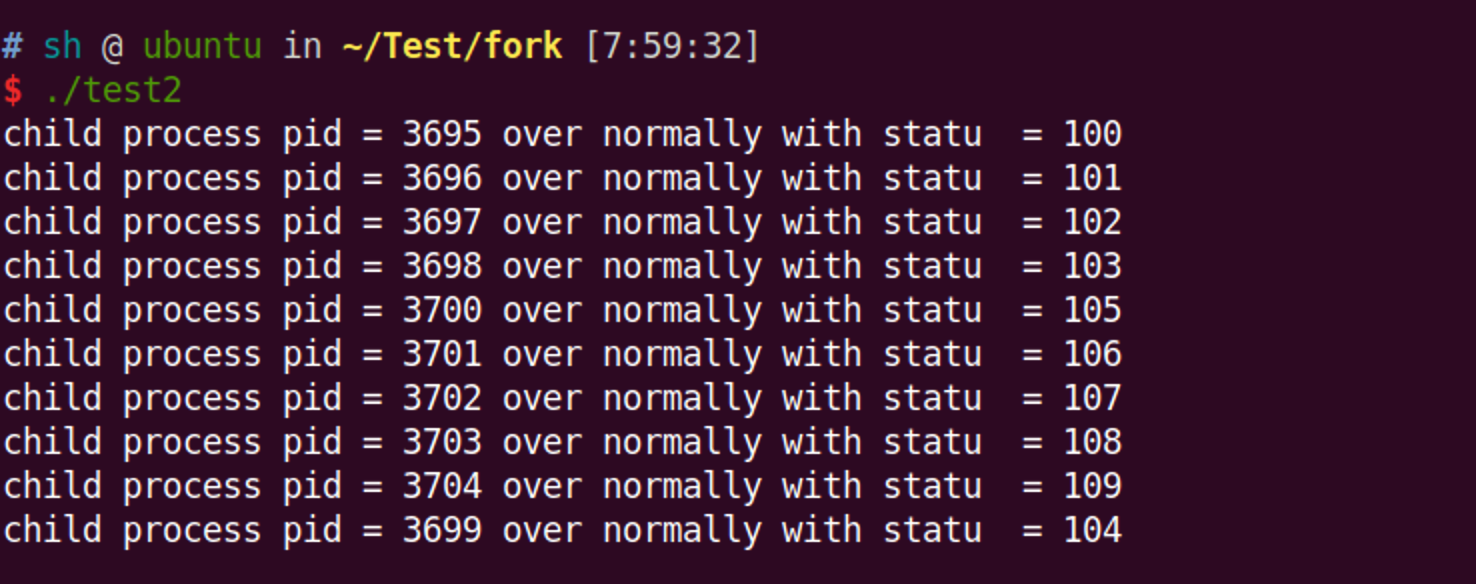 # sh @ ubuntu in ~/Test/fork [7:59:32]
$ ./test2
child process pid = 3695 over normally with statu  = 100
child process pid = 3696 over normally with statu  = 101
child process pid = 3697 over normally with statu  = 102
child process pid = 3698 over normally with statu  = 103
child process pid = 3700 over normally with statu  = 105
child process pid = 3701 over normally with statu  = 106
child process pid = 3702 over normally with statu  = 107
child process pid = 3703 over normally with statu  = 108
child process pid = 3704 over normally with statu  = 109
child process pid = 3699 over normally with statu  = 104